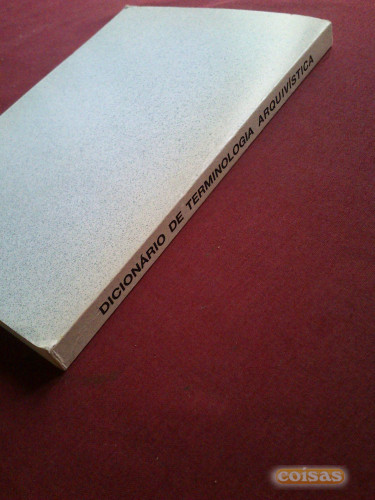 DICIONÁRIO DE TERMINOLOGIA ARQUIVÍSTICA
coisas